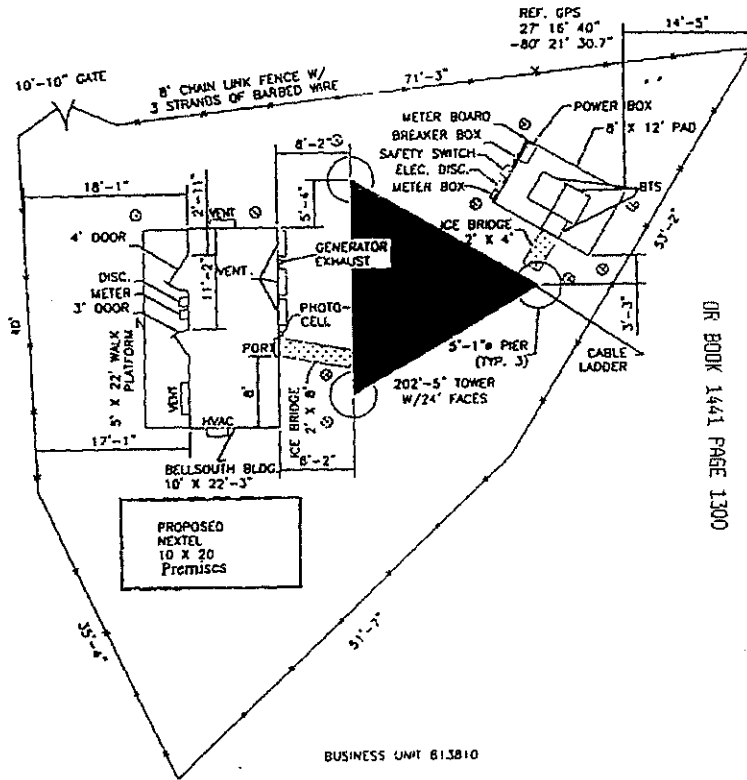 REF. GPS
27° 16' 40"
-80° 21' 30.7"
14'-5"
10'-10" GATE
8' CHAIN LINK FENCE W/
3 STRANDS OF BARBED WIRE
71'-3"
METER BOARD
BREAKER BOX
SAFETY SWITCH
ELEC. DISC.
METER BOX
POWER BOX
8' X 12' PAD
BTS
8'-2"
5'-4"
18'-1"
2'-11"
VENT
ICE BRIDGE
2' X 4'
53'-2"
4' DOOR
11'-2"
VENT
GENERATOR
EXHAUST
DISC.
METER
3' DOOR
PHOTO-
CELL
PORT
40'
5' X 22' WALK
PLATFORM
5'-1"ø PIER
(TYP. 3)
3'-3"
CABLE
LADDER
202'-5" TOWER
W/24' FACES
VENT
8'
ICE BRIDGE
2' X 8'
HVAC
17'-1"
8'-2"
BELLSOUTH BLDG.
10' X 22'-3"
PROPOSED
NEXTEL
10 X 20
Premises
35'-4"
51'-7"
OR BOOK 1441 PAGE 1300
BUSINESS UNIT 813810